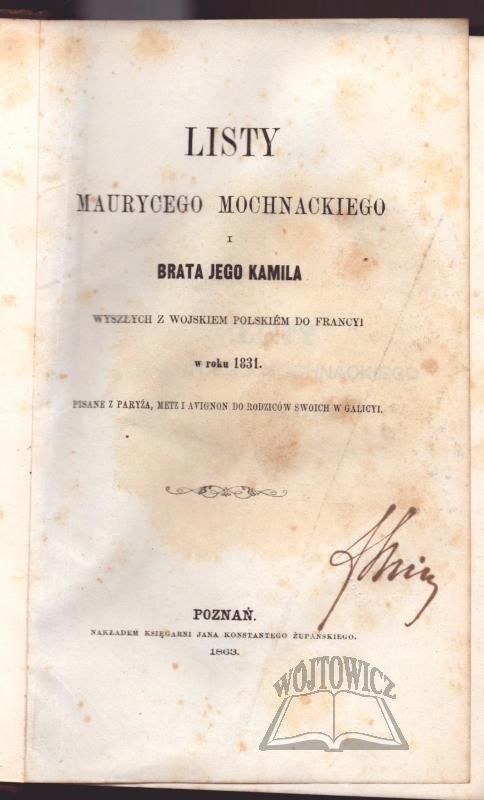 LISTY
MAURYCEGO MOCHNACKIEGO
I
BRATA JEGO KAMILA
WYSZŁYCH Z WOJSKIEM POLSKIÉM DO FRANCYI
w roku 1831.
PISANE Z PARYŻA, METZ I AVIGNON DO RODZICÓW SWOICH W GALICYI.
POZNAŃ.
NAKŁADEM KSIĘGARNI JANA KONSTANTEGO ŻUPAŃSKIEGO.
1863.
WÓJTOWICZ